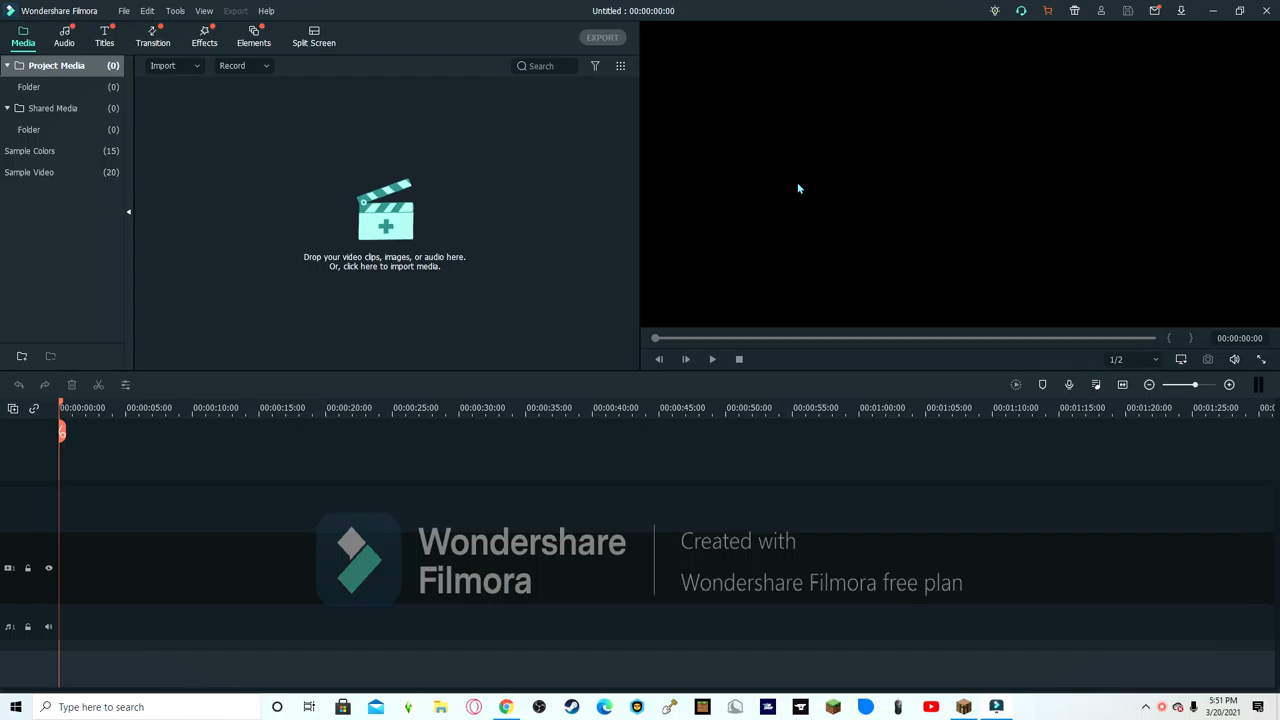 Wondershare Filmora
File
Edit
Tools
View
Export
Help
Untitled : 00:00:00:00
Media
Audio
Titles
Transition
Effects
Elements
Split Screen
EXPORT
Project Media (0)
Folder (0)
Shared Media (0)
Folder (0)
Sample Colors (15)
Sample Video (20)
Import
Record
Search
Drop your video clips, images, or audio here.
Or, click here to import media.
00:00:00:00
1/2
00:00:00:00
00:00:05:00
00:00:10:00
00:00:15:00
00:00:20:00
00:00:25:00
00:00:30:00
00:00:35:00
00:00:40:00
00:00:45:00
00:00:50:00
00:00:55:00
00:01:00:00
00:01:05:00
00:01:10:00
00:01:15:00
00:01:20:00
00:01:25:00
Wondershare
Filmora
Created with
Wondershare Filmora free plan
1
1
Type here to search
5:51 PM
3/20/2021